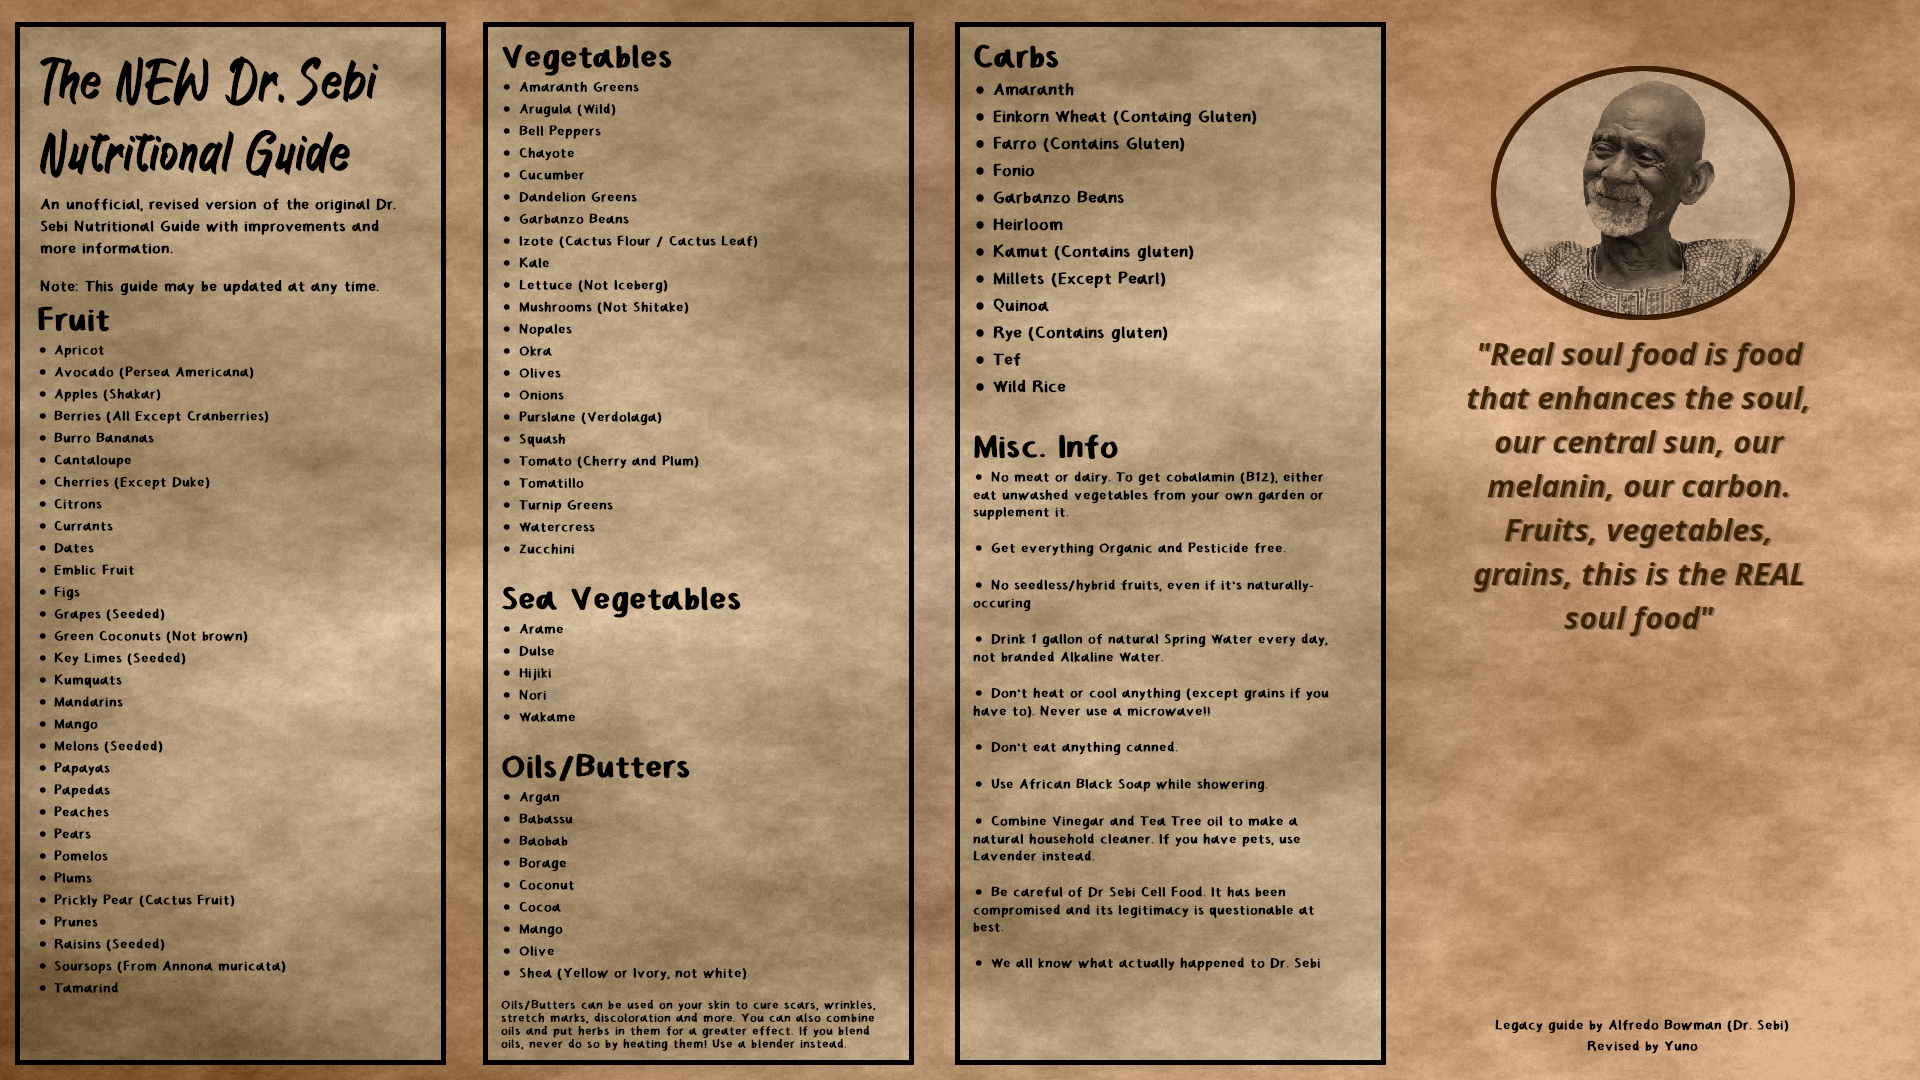 The NEW Dr. Sebi
Nutritional Guide
An unofficial, revised version of the original Dr.
Sebi Nutritional Guide with improvements and
more information.
Note: This guide may be updated at any time.
Fruit
• Apricot
• Avocado (Persea Americana)
• Apples (Shakar)
• Berries (All Except Cranberries)
• Burro Bananas
• Cantaloupe
• Cherries (Except Duke)
• Citrons
• Currants
• Dates
• Emblic Fruit
• Figs
• Grapes (Seeded)
• Green Coconuts (Not brown)
• Key Limes (Seeded)
• Kumquats
• Mandarins
• Mango
• Melons (Seeded)
• Papayas
• Papedas
• Peaches
• Pears
• Pomelos
• Plums
• Prickly Pear (Cactus Fruit)
• Prunes
• Raisins (Seeded)
• Soursops (From Annona muricata)
• Tamarind
Vegetables
• Amaranth Greens
• Arugula (Wild)
• Bell Peppers
• Chayote
• Cucumber
• Dandelion Greens
• Garbanzo Beans
• Izote (Cactus Flour / Cactus Leaf)
• Kale
• Lettuce (Not Iceberg)
• Mushrooms (Not Shitake)
• Nopales
• Okra
• Olives
• Onions
• Purslane (Verdolaga)
• Squash
• Tomato (Cherry and Plum)
• Tomatillo
• Turnip Greens
• Watercress
• Zucchini
Sea Vegetables
• Arame
• Dulse
• Hijiki
• Nori
• Wakame
Oils/Butters
• Argan
• Babassu
• Baobab
• Borage
• Coconut
• Cocoa
• Mango
• Olive
• Shea (Yellow or Ivory, not white)
Oils/Butters can be used on your skin to cure scars, wrinkles,
stretch marks, discoloration and more. You can also combine
oils and put herbs in them for a greater effect. If you blend
oils, never do so by heating them! Use a blender instead.
Carbs
• Amaranth
• Einkorn Wheat (Containg Gluten)
• Farro (Contains Gluten)
• Fonio
• Garbanzo Beans
• Heirloom
• Kamut (Contains gluten)
• Millets (Except Pearl)
• Quinoa
• Rye (Contains gluten)
• Tef
• Wild Rice
Misc. Info
• No meat or dairy. To get cobalamin (B12), either
eat unwashed vegetables from your own garden or
supplement it.
• Get everything Organic and Pesticide free.
• No seedless/hybrid fruits, even if it's naturally-
occuring
• Drink 1 gallon of natural Spring Water every day,
not branded Alkaline Water.
• Don't heat or cool anything (except grains if you
have to). Never use a microwave!!
• Don't eat anything canned.
• Use African Black Soap while showering.
• Combine Vinegar and Tea Tree oil to make a
natural household cleaner. If you have pets, use
Lavender instead.
• Be careful of Dr Sebi Cell Food. It has been
compromised and its legitimacy is questionable at
best.
• We all know what actually happened to Dr. Sebi
"Real soul food is food
that enhances the soul,
our central sun, our
melanin, our carbon.
Fruits, vegetables,
grains, this is the REAL
soul food"
Legacy guide by Alfredo Bowman (Dr. Sebi)
Revised by Yuno